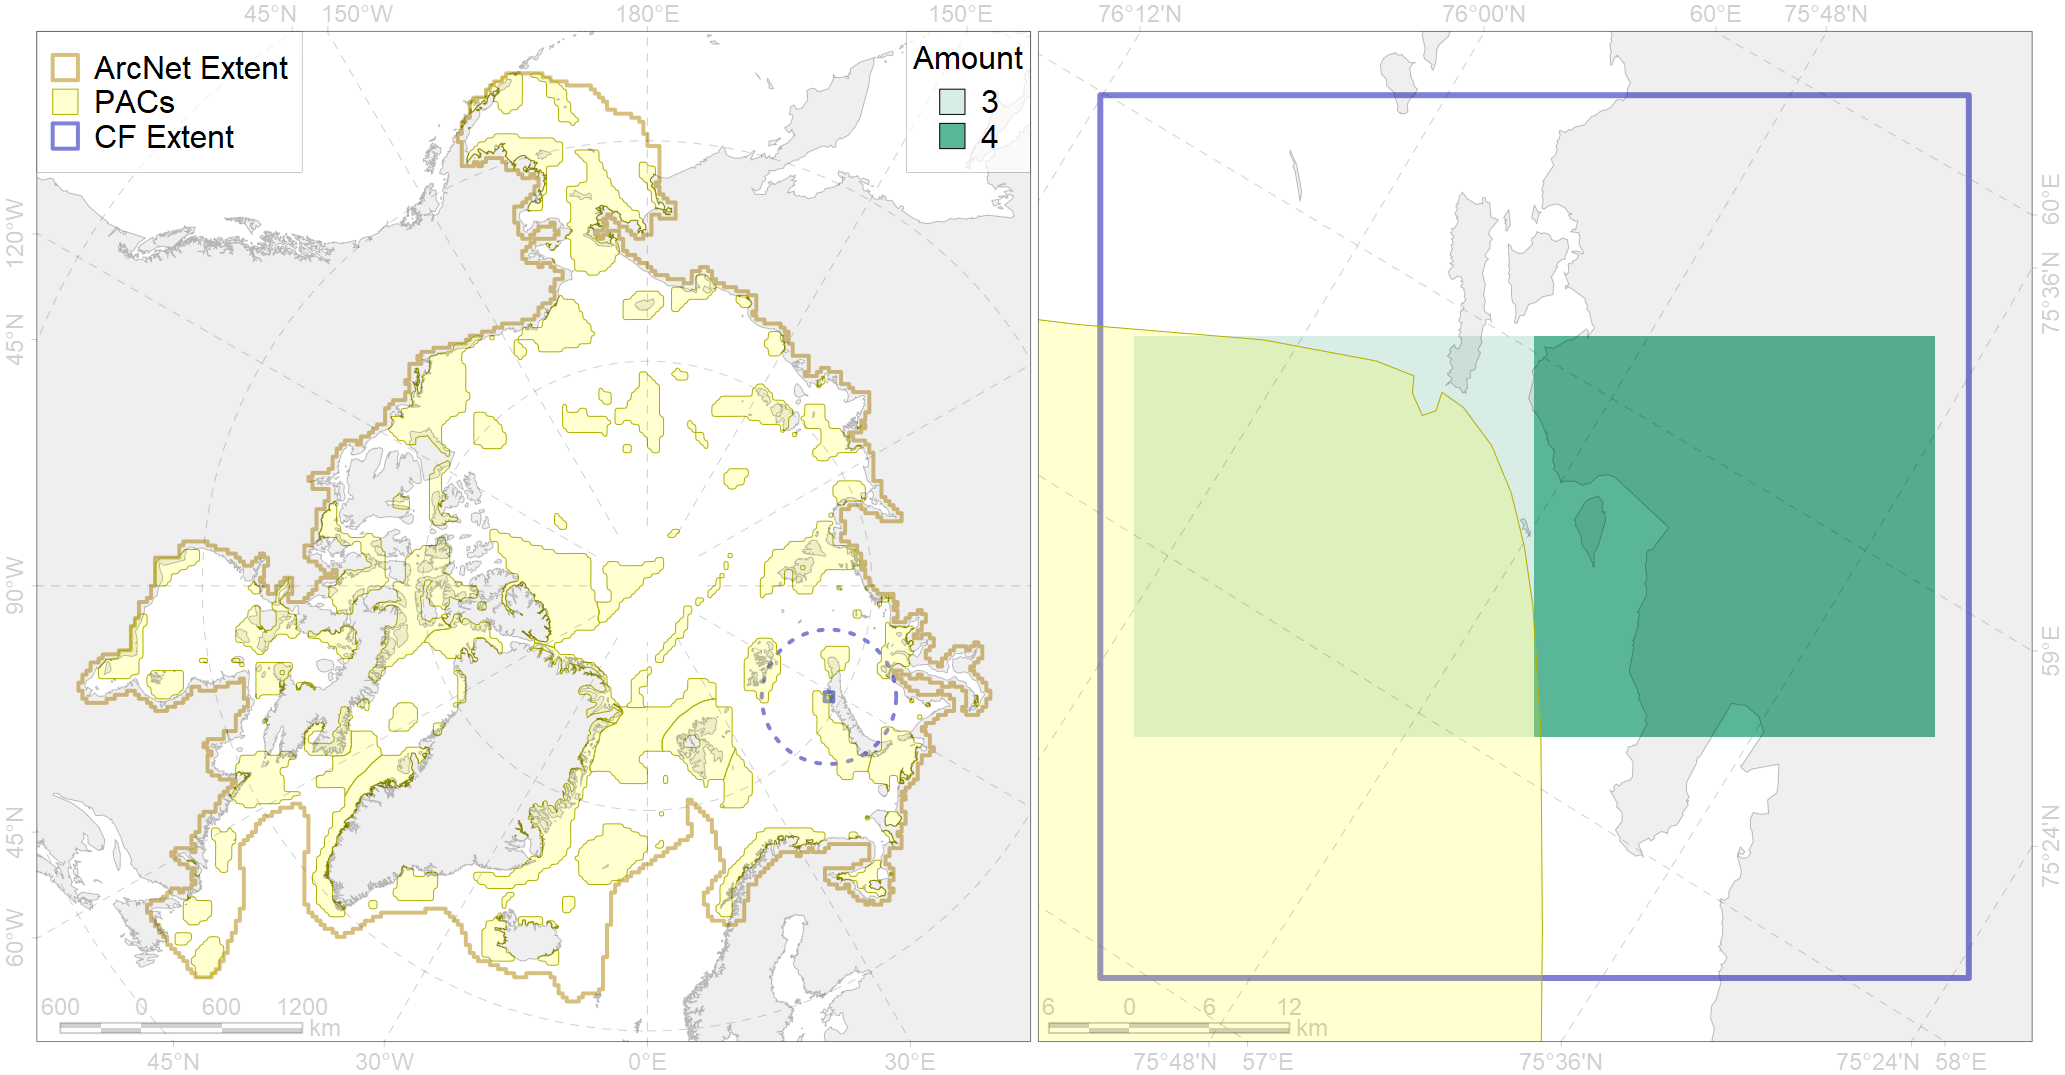 45°N 150°W 180°E 150°E 76°12'N 76°00'N 60°E 75°48'N
ArcNet Extent
PACs
CF Extent
Amount
3
4
120°W
45°N
90°W
45°N
60°W
60°E
75°36'N
59°E
75°24'N
600 0 600 1200
km
6 0 6 12
km
45°N 30°W 0°E 30°E 75°48'N 57°E 75°36'N 75°24'N 58°E